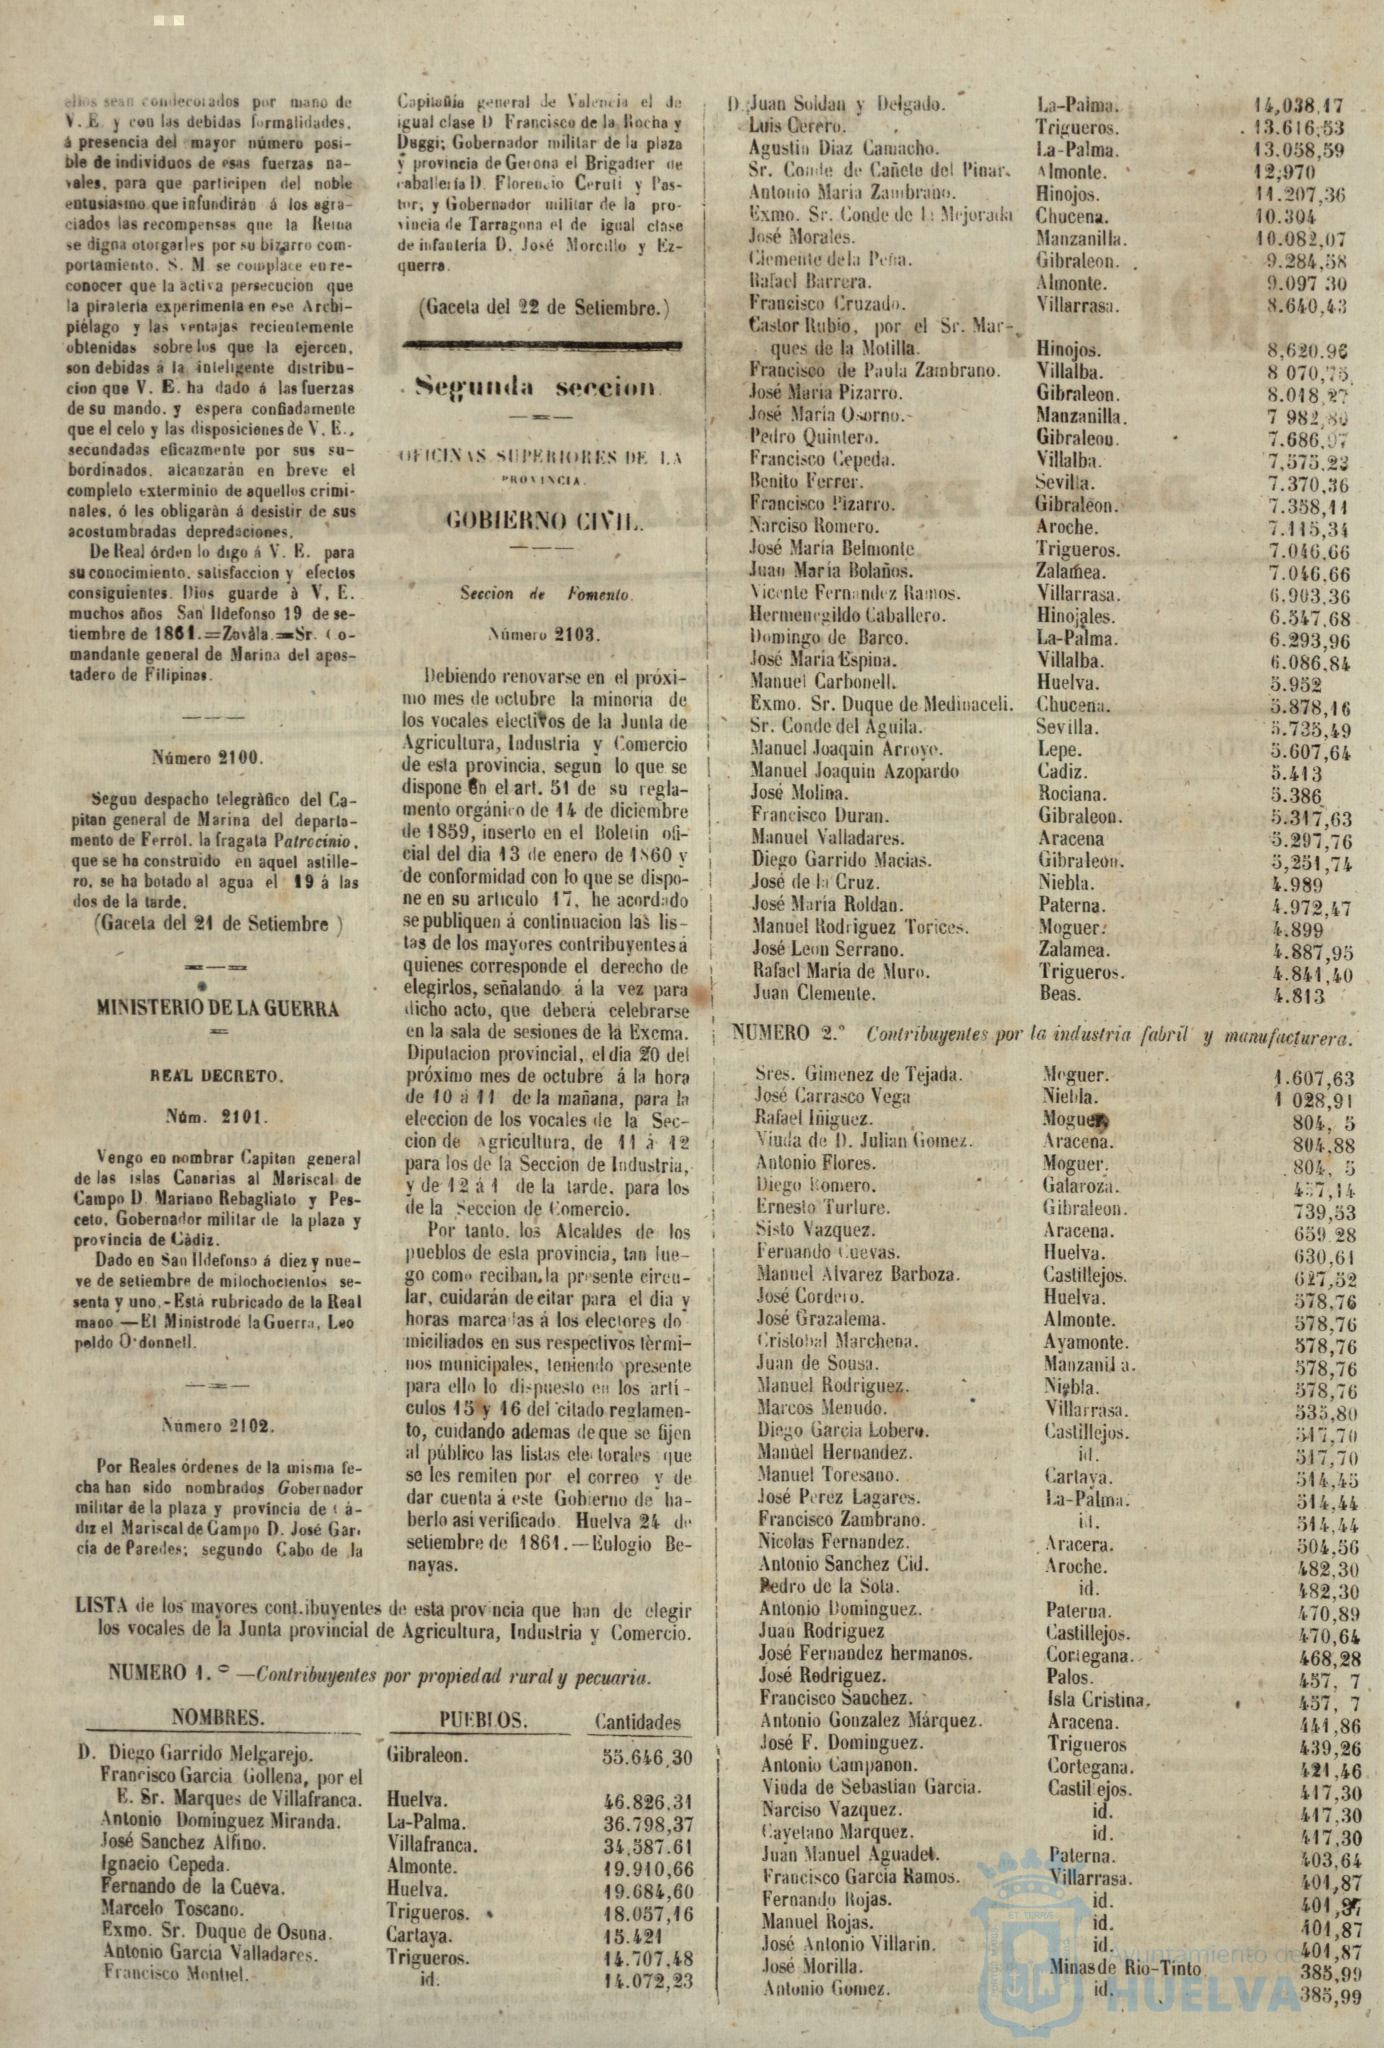 ellos sean condecorados por mano de
V. E y con las debidas formalidades,
á presencia del mayor número posi-
ble de individuos de esas fuerzas na-
vales, para que participen del noble
entusiasmo que infundirán á los agra-
ciados las recompensas que la Reina
se digna otorgarles por su bizarro com-
portamiento. S. M se complace en re-
conocer que la activa persecucion que
la pirateria experimenta en ese Archi-
piélago y las ventajas recientemente
obtenidas sobre los que la ejercen,
son debidas á la inteligente distribu-
cion que V. E. ha dado á las fuerzas
de su mando, y espera confiadamente
que el celo y las disposiciones de V. E.,
secundadas eficazmente por sus su-
bordinados, alcanzarán en breve el
completo exterminio de aquellos crimi-
nales, ó les obligarán á desistir de sus
acostumbradas depredaciones.
De Real órden lo digo á V. E. para
su conocimiento, satisfaccion y efectos
consiguientes. Dios guarde à V. E.
muchos años San Ildefonso 19 de se-
tiembre de 1861.=Zavála.=Sr. Co-
mandante general de Marina del apos-
tadero de Filipinas.
Número 2100.
Segun despacho telegràfico del Ca-
pitan general de Marina del departa-
mento de Ferrol, la fragata Patrocinio,
que se ha construido en aquel astille-
ro, se ha botado al agua el 19 á las
dos de la tarde.
(Gaceta del 21 de Setiembre )
MINISTERIO DE LA GUERRA
REAL DECRETO.
Núm. 2101.
Vengo en nombrar Capitan general
de las islas Canarias al Mariscal de
Campo D. Mariano Rebagliato y Pes-
ceto, Gobernador militar de la plaza y
provincia de Càdiz.
Dado en San Ildefonso á diez y nue-
ve de setiembre de milochocientos se-
senta y uno.-Está rubricado de la Real
mano —El Ministro de la Guerra, Leo
poldo O'donnell.
Número 2102.
Por Reales órdenes de la misma fe-
cha han sido nombrados Gobernador
militar de la plaza y provincia de Cá-
diz el Mariscal de Campo D. José Gar-
cía de Paredes; segundo Cabo de la
Capitania general de Valencia el de
igual clase D Francisco de la Rocha y
Duggi; Gobernador militar de la plaza
y provincia de Gerona el Brigadier de
caballería D. Florencio Ceruti y Pas-
tor; y Gobernador militar de la pro-
vincia de Tarragona el de igual clase
de infantería D. José Morcillo y Ez-
querra.
(Gaceta del 22 de Setiembre.)
Segunda seccion
OFICINAS SUPERIORES DE LA
PROVINCIA.
GOBIERNO CIVIL.
Seccion de Fomento.
Número 2103.
Debiendo renovarse en el próxi-
mo mes de octubre la minoria de
los vocales electivos de la Junta de
Agricultura, Industria y Comercio
de esta provincia, segun lo que se
dispone en el art. 51 de su regla-
mento orgánico de 14 de diciembre
de 1859, inserto en el Boletin ofi-
cial del dia 13 de enero de 1860 y
de conformidad con lo que se dispo-
ne en su articulo 17, he acordado
se publiquen á continuacion las lis-
tas de los mayores contribuyentes á
quienes corresponde el derecho de
elegirlos, señalando á la vez para
dicho acto, que deberá celebrarse
en la sala de sesiones de la Excma.
Diputacion provincial, el dia 20 del
próximo mes de octubre á la hora
de 10 á 11 de la mañana, para la
eleccion de los vocales de la Sec-
cion de Agricultura, de 11 á 12
para los de la Seccion de Industria,
y de 12 á 1 de la tarde, para los
de la Seccion de Comercio.
Por tanto, los Alcaldes de los
pueblos de esta provincia, tan lue-
go como reciban la presente circu-
lar, cuidarán de citar para el dia y
horas marcadas á los electores do
miciliados en sus respectivos tèrmi-
nos municipales, teniendo presente
para ello lo dispuesto en los artí-
culos 15 y 16 del citado reglamen-
to, cuidando ademas de que se fijen
al público las listas electorales que
se les remiten por el correo y de
dar cuenta á este Gobierno de ha-
berlo asi verificado. Huelva 24 de
setiembre de 1861.—Eulogio Be-
nayas.
LISTA de los mayores contribuyentes de esta provincia que han de elegir
los vocales de la Junta provincial de Agricultura, Industria y Comercio.
NUMERO 1.° —Contribuyentes por propiedad rural y pecuaria.
NOMBRES. PUEBLOS. Cantidades
D. Diego Garrido Melgarejo. Gibraleon. 55.646,30
Francisco Garcia Gollena, por el
E. Sr. Marques de Villafranca. Huelva. 46.826,31
Antonio Dominguez Miranda. La-Palma. 36.798,37
José Sanchez Alfino. Villafranca. 34.587.61
Ignacio Cepeda. Almonte. 19.910,66
Fernando de la Cueva. Huelva. 19.684,60
Marcelo Toscano. Trigueros. 18.057,16
Exmo. Sr. Duque de Osuna. Cartaya. 15.421
Antonio Garcia Valladares. Trigueros. 14.707,48
Francisco Montiel. id. 14.072,23
D. Juan Soldan y Delgado. La-Palma. 14,038,17
Luis Cerero. Trigueros. 13.616,53
Agustin Diaz Camacho. La-Palma. 13.058,59
Sr. Conde de Cañete del Pinar. Almonte. 12,970
Antonio Maria Zambrano. Hinojos. 11.207,36
Exmo. Sr. Conde de la Mejorada Chucena. 10.304
José Morales. Manzanilla. 10.082,07
Clemente dela Peña. Gibraleon. 9.284,58
Rafael Barrera. Almonte. 9.097 30
Francisco Cruzado. Villarrasa. 8.640,43
Castor Rubio, por el Sr. Mar-
ques de la Motilla. Hinojos. 8,620.96
Francisco de Paula Zambrano. Villalba. 8 070,75
José Maria Pizarro. Gibraleon. 8.018,27
José Maria Osorno. Manzanilla. 7 982,80
Pedro Quintero. Gibraleon. 7.686,97
Francisco Cepeda. Villalba. 7,575,23
Benito Ferrer. Sevilla. 7.370,36
Francisco Pizarro. Gibraleon. 7.358,11
Narciso Romero. Aroche. 7.115,34
José María Belmonte Trigueros. 7.046,66
Juan María Bolaños. Zalamea. 7.046,66
Vicente Fernandez Ramos. Villarrasa. 6.903,36
Hermenegildo Caballero. Hinojales. 6.547,68
Domingo de Barco. La-Palma. 6.293,96
José Maria Espina. Villalba. 6.086,84
Manuel Carbonell. Huelva. 5.952
Exmo. Sr. Duque de Medinaceli. Chucena. 5.878,16
Sr. Conde del Aguila. Sevilla. 5.735,49
Manuel Joaquin Arroyo. Lepe. 5.607,64
Manuel Joaquin Azopardo Cadiz. 5.413
José Molina. Rociana. 5.386
Francisco Duran. Gibraleon. 5.317,63
Manuel Valladares. Aracena 5.297,76
Diego Garrido Macias. Gibraleon. 5,251,74
José de la Cruz. Niebla. 4.989
José María Roldan. Paterna. 4.972,47
Manuel Rodriguez Torices. Moguer. 4.899
José Leon Serrano. Zalamea. 4.887,95
Rafael Maria de Muro. Trigueros. 4.841,40
Juan Clemente. Beas. 4.813
NUMERO 2.° Contribuyentes por la industria fabril y manufacturera.
Sres. Gimenez de Tejada. Moguer. 1.607,63
José Carrasco Vega Niebla. 1 028,91
Rafael Iñiguez. Moguer. 804, 5
Viuda de D. Julian Gomez. Aracena. 804,88
Antonio Flores. Moguer. 804, 5
Diego Romero. Galaroza. 457,14
Ernesto Turlure. Gibraleon. 739,53
Sisto Vazquez. Aracena. 659,28
Fernando Cuevas. Huelva. 630,61
Manuel Alvarez Barboza. Castillejos. 627,52
José Cordero. Huelva. 578,76
José Grazalema. Almonte. 578,76
Cristobal Marchena. Ayamonte. 578,76
Juan de Sousa. Manzanilla. 578,76
Manuel Rodriguez. Niebla. 578,76
Marcos Menudo. Villarrasa. 535,80
Diego Garcia Lobero. Castillejos. 517,70
Manuel Hernandez. id. 517,70
Manuel Toresano. Cartaya. 514,45
José Perez Lagares. La-Palma. 514,44
Francisco Zambrano. id. 514,44
Nicolas Fernandez. Aracera. 504,56
Antonio Sanchez Cid. Aroche. 482,30
Pedro de la Sota. id. 482,30
Antonio Dominguez. Paterna. 470,89
Juan Rodriguez Castillejos. 470,64
José Fernandez hermanos. Cortegana. 468,28
José Rodriguez. Palos. 457, 7
Francisco Sanchez. Isla Cristina. 457, 7
Antonio Gonzalez Márquez. Aracena. 441,86
José F. Dominguez. Trigueros 439,26
Antonio Campanon. Cortegana. 421,46
Viuda de Sebastian Garcia. Castillejos. 417,30
Narciso Vazquez. id. 417,30
Cayetano Marquez. id. 417,30
Juan Manuel Aguadet. Paterna. 403,64
Francisco Garcia Ramos. Villarrasa. 401,87
Fernando Rojas. id. 401,87
Manuel Rojas. id. 401,87
José Antonio Villarin. id. 401,87
José Morilla. Minas de Rio-Tinto 385,99
Antonio Gomez. id. 385,99
Ayuntamiento de
HUELVA